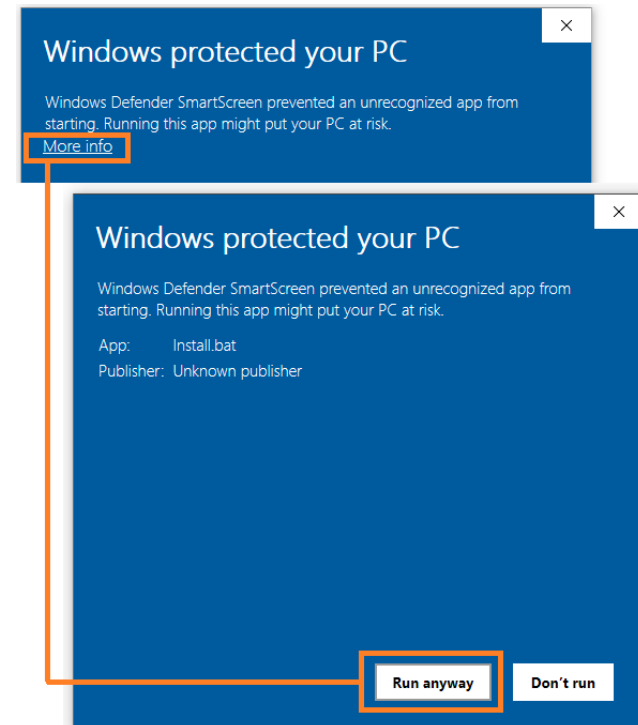 Windows protected your PC
Windows Defender SmartScreen prevented an unrecognized app from
starting. Running this app might put your PC at risk.
More info
Windows protected your PC
Windows Defender SmartScreen prevented an unrecognized app from
starting. Running this app might put your PC at risk.
App: Install.bat
Publisher: Unknown publisher
Run anyway Don't run